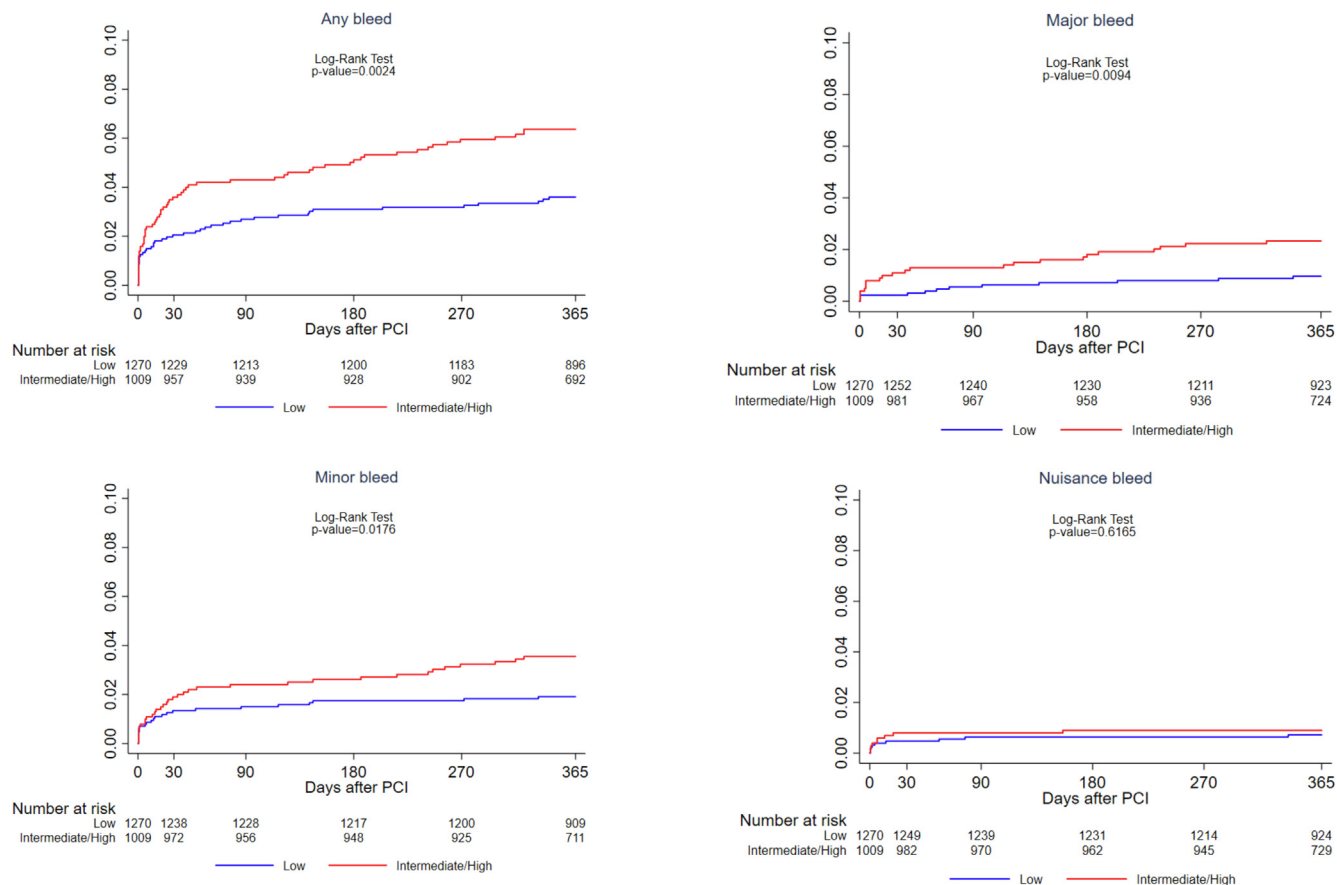 Any bleed
Log-Rank Test
p-value=0.0024
0.10
0.08
0.06
0.04
0.02
0.00
0 30 90 180 270 365
Days after PCI
Number at risk
Low 1270 1229 1213 1200 1183 896
Intermediate/High 1009 957 939 928 902 692
Low Intermediate/High
Major bleed
Log-Rank Test
p-value=0.0094
0.10
0.08
0.06
0.04
0.02
0.00
0 30 90 180 270 365
Days after PCI
Number at risk
Low 1270 1252 1240 1230 1211 923
Intermediate/High 1009 981 967 958 936 724
Low Intermediate/High
Minor bleed
Log-Rank Test
p-value=0.0176
0.10
0.08
0.06
0.04
0.02
0.00
0 30 90 180 270 365
Days after PCI
Number at risk
Low 1270 1238 1228 1217 1200 909
Intermediate/High 1009 972 956 948 925 711
Low Intermediate/High
Nuisance bleed
Log-Rank Test
p-value=0.6165
0.10
0.08
0.06
0.04
0.02
0.00
0 30 90 180 270 365
Days after PCI
Number at risk
Low 1270 1249 1239 1231 1214 924
Intermediate/High 1009 982 970 962 945 729
Low Intermediate/High